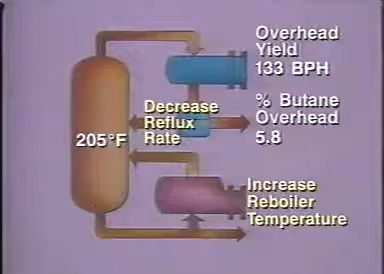 Overhead
Yield
133 BPH
% Butane
Overhead
5.8
Decrease
Reflux
Rate
205°F
Increase
Reboiler
Temperature